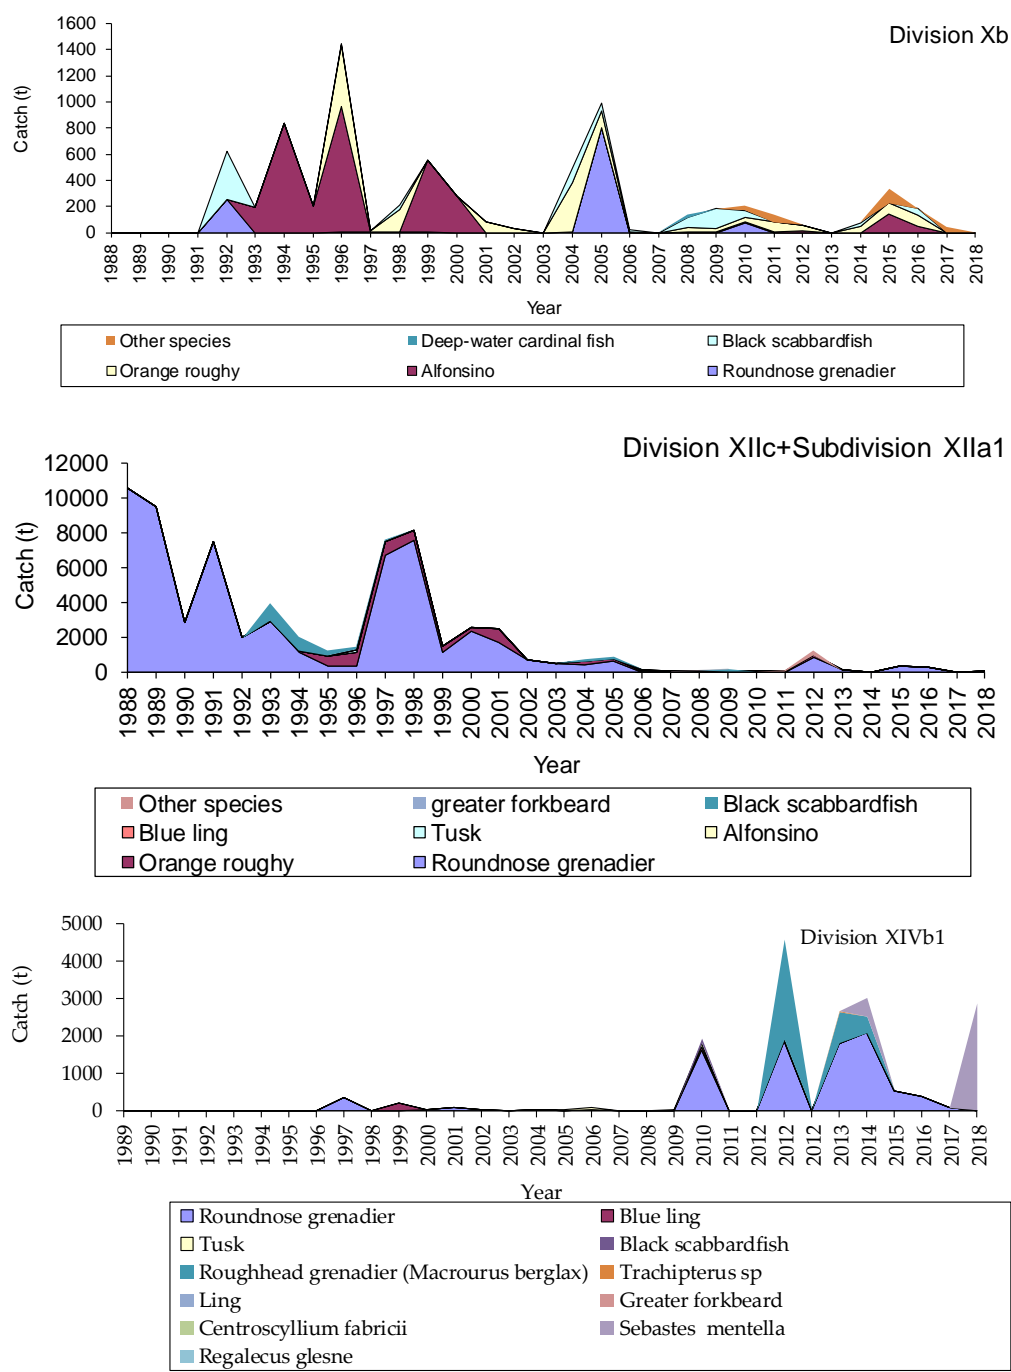 Division Xb
Catch (t)
1600
1400
1200
1000
800
600
400
200
0
1988 1989 1990 1991 1992 1993 1994 1995 1996 1997 1998 1999 2000 2001 2002 2003 2004 2005 2006 2007 2008 2009 2010 2011 2012 2013 2014 2015 2016 2017 2018
Year
Other species Deep-water cardinal fish Black scabbardfish
Orange roughy Alfonsino Roundnose grenadier
Division XIIc+Subdivision XIIa1
Catch (t)
12000
10000
8000
6000
4000
2000
0
1988 1989 1990 1991 1992 1993 1994 1995 1996 1997 1998 1999 2000 2001 2002 2003 2004 2005 2006 2007 2008 2009 2010 2011 2012 2013 2014 2015 2016 2017 2018
Year
Other species greater forkbeard Black scabbardfish
Blue ling Tusk Alfonsino
Orange roughy Roundnose grenadier
Division XIVb1
Catch (t)
5000
4000
3000
2000
1000
0
1989 1990 1991 1992 1993 1994 1995 1996 1997 1998 1999 2000 2001 2002 2003 2004 2005 2006 2007 2008 2009 2010 2011 2012 2012 2012 2013 2014 2015 2016 2017 2018
Year
Roundnose grenadier Blue ling
Tusk Black scabbardfish
Roughhead grenadier (Macrourus berglax) Trachipterus sp
Ling Greater forkbeard
Centroscyllium fabricii Sebastes mentella
Regalecus glesne